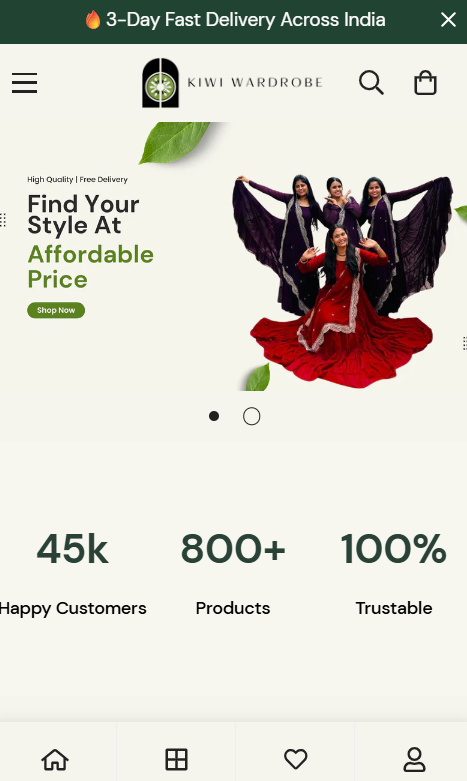 🔥 3-Day Fast Delivery Across India
KIWI WARDROBE
High Quality | Free Delivery
Find Your
Style At
Affordable
Price
Shop Now
45k
800+
100%
Happy Customers
Products
Trustable